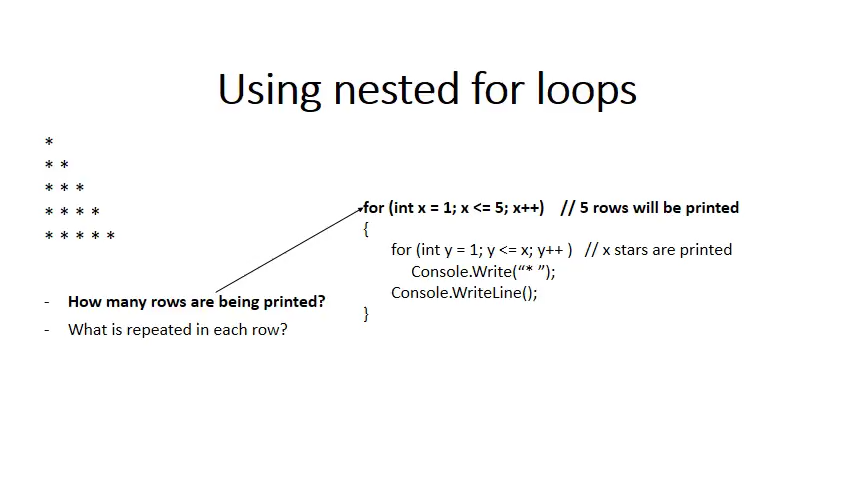 Using nested for loops
*
* *
* * *
* * * *
* * * * *
- How many rows are being printed?
- What is repeated in each row?
for (int x = 1; x <= 5; x++) // 5 rows will be printed
{
for (int y = 1; y <= x; y++ ) // x stars are printed
Console.Write(“* ”);
Console.WriteLine();
}